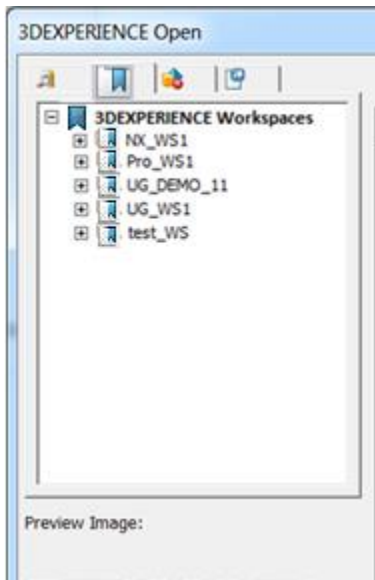 3DEXPERIENCE Open
3DEXPERIENCE Workspaces
NX_WS1
Pro_WS1
UG_DEMO_11
UG_WS1
test_WS
Preview Image: